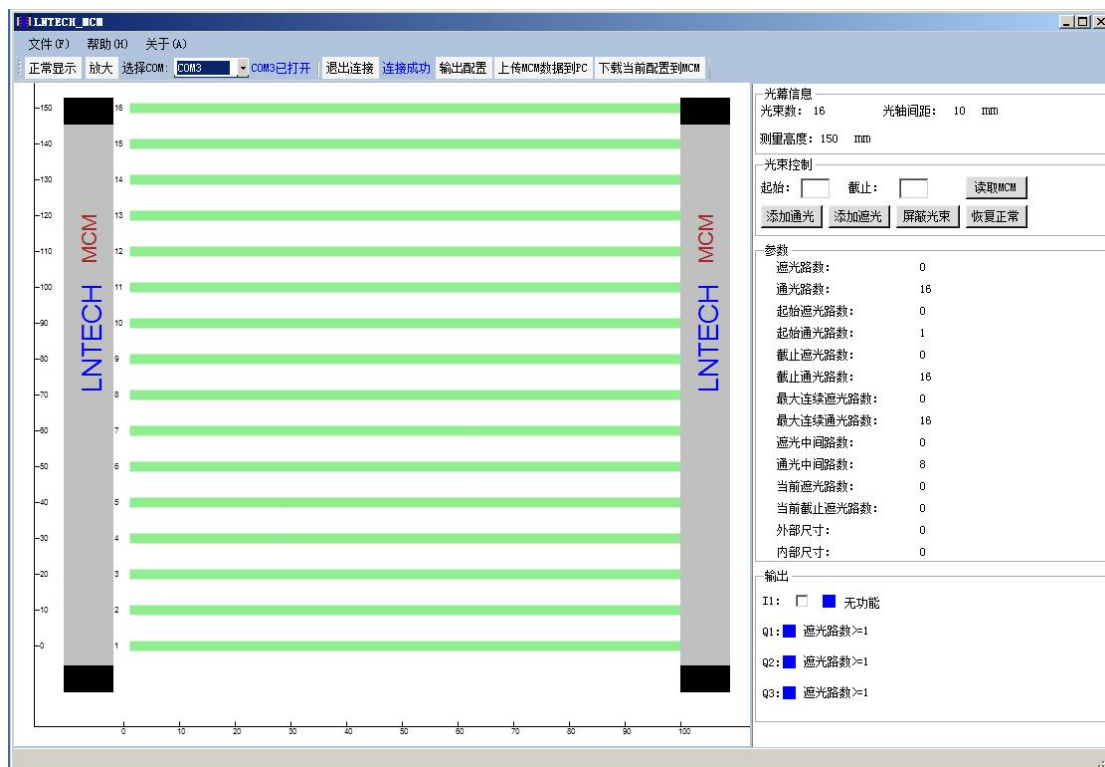 LNTECH_MCM
文件(F) 帮助(H) 关于(A)
正常显示 放大 选择COM: COM3 COM3已打开 退出连接 连接成功 输出配置 上传MCM数据到PC 下载当前配置到MCM
-150 16
-140 15
-130 14
-120 13
-110 12
-100 11
-90 10
-80 9
-70 8
-60 7
-50 6
-40 5
-30 4
-20 3
-10 2
-0 1
LNTECH MCM
LNTECH MCM
0 10 20 30 40 50 60 70 80 90 100
光幕信息
光束数: 16 光轴间距: 10 mm
测量高度: 150 mm
光束控制
起始: 截止: 读取MCM
添加通光 添加遮光 屏蔽光束 恢复正常
参数
遮光路数: 0
通光路数: 16
起始遮光路数: 0
起始通光路数: 1
截止遮光路数: 0
截止通光路数: 16
最大连续遮光路数: 0
最大连续通光路数: 16
遮光中间路数: 0
通光中间路数: 8
当前遮光路数: 0
当前截止遮光路数: 0
外部尺寸: 0
内部尺寸: 0
输出
I1: 无功能
Q1: 遮光路数>=1
Q2: 遮光路数>=1
Q3: 遮光路数>=1